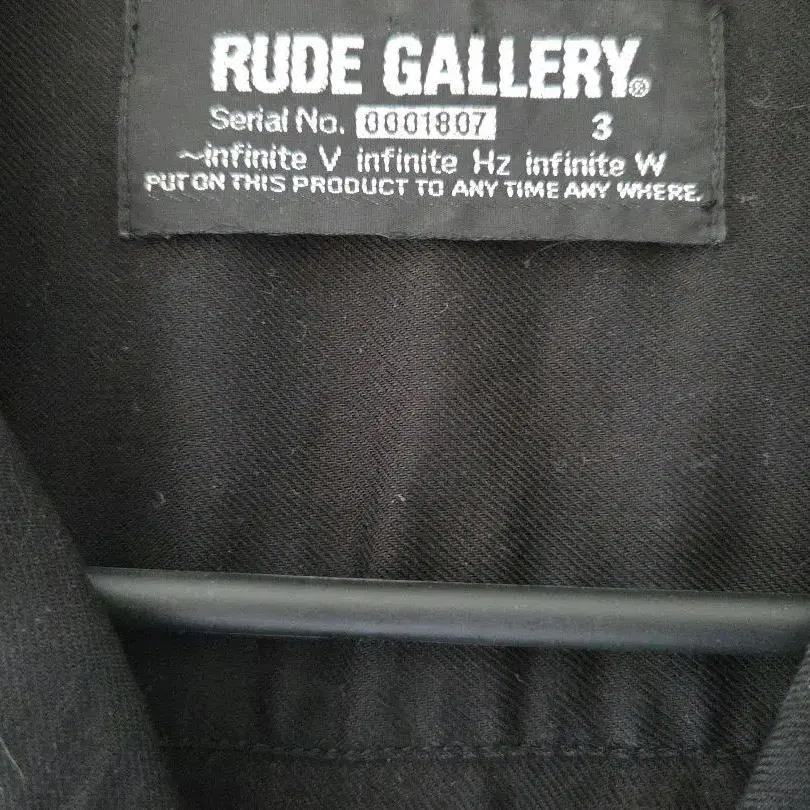 RUDE GALLERY®
Serial No. 0001807 3
~infinite V infinite Hz infinite W
PUT ON THIS PRODUCT TO ANY TIME ANY WHERE.